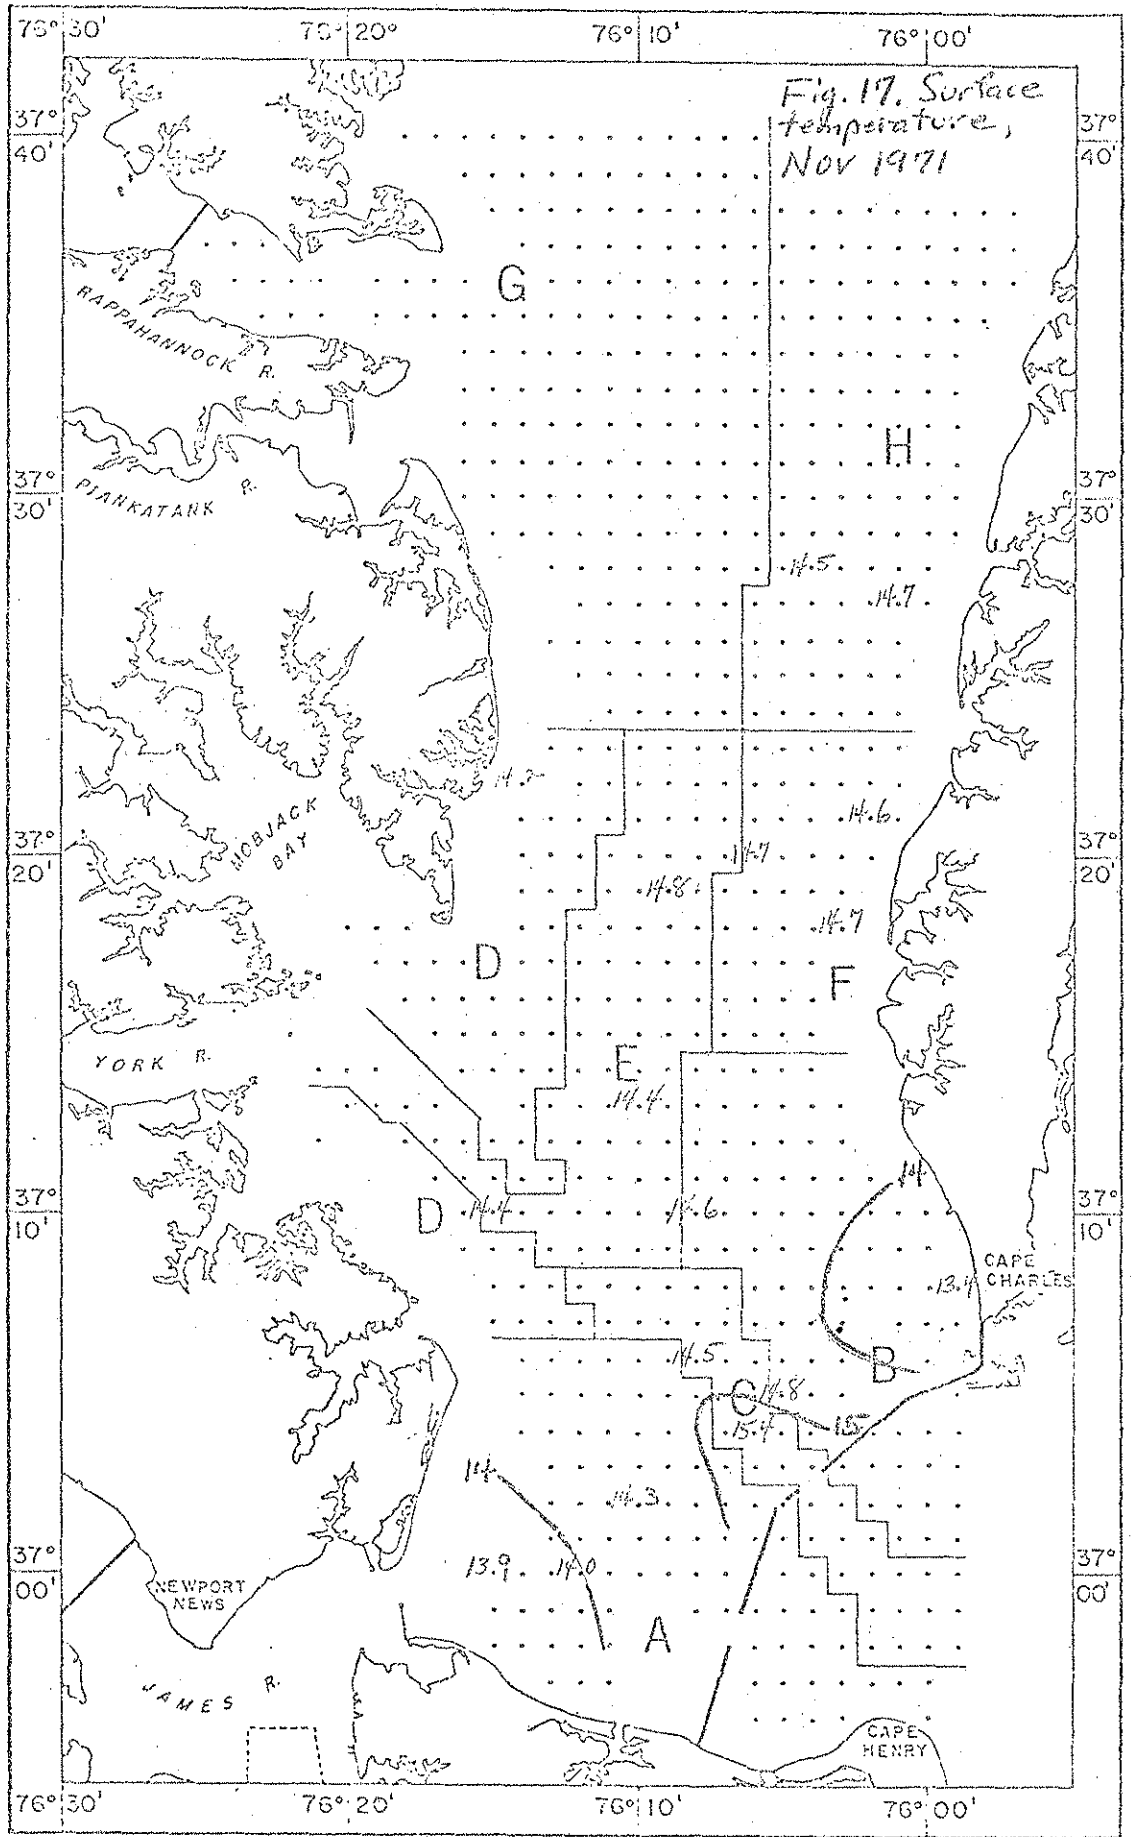 76° 30'
76° 20'
76° 10'
76° 00'
Fig. 17. Surface
temperature,
Nov 1971
37°
40'
37°
40'
G
RAPPAHANNOCK R.
H
37°
30'
37°
30'
PIANKATANK R.
14.5
14.7
14.2
14.6
MOBJACK
BAY
37°
20'
37°
20'
14.7
14.8
14.7
D
F
YORK R.
E
14.4
14
37°
10'
37°
10'
D
14.4
14.6
CAPE
CHARLES
13.4
14.5
B
C
14.8
15.4
15
14
14.3
37°
00'
37°
00'
13.9
14.0
NEWPORT
NEWS
A
JAMES R.
CAPE
HENRY
76° 30'
76° 20'
76° 10'
76° 00'